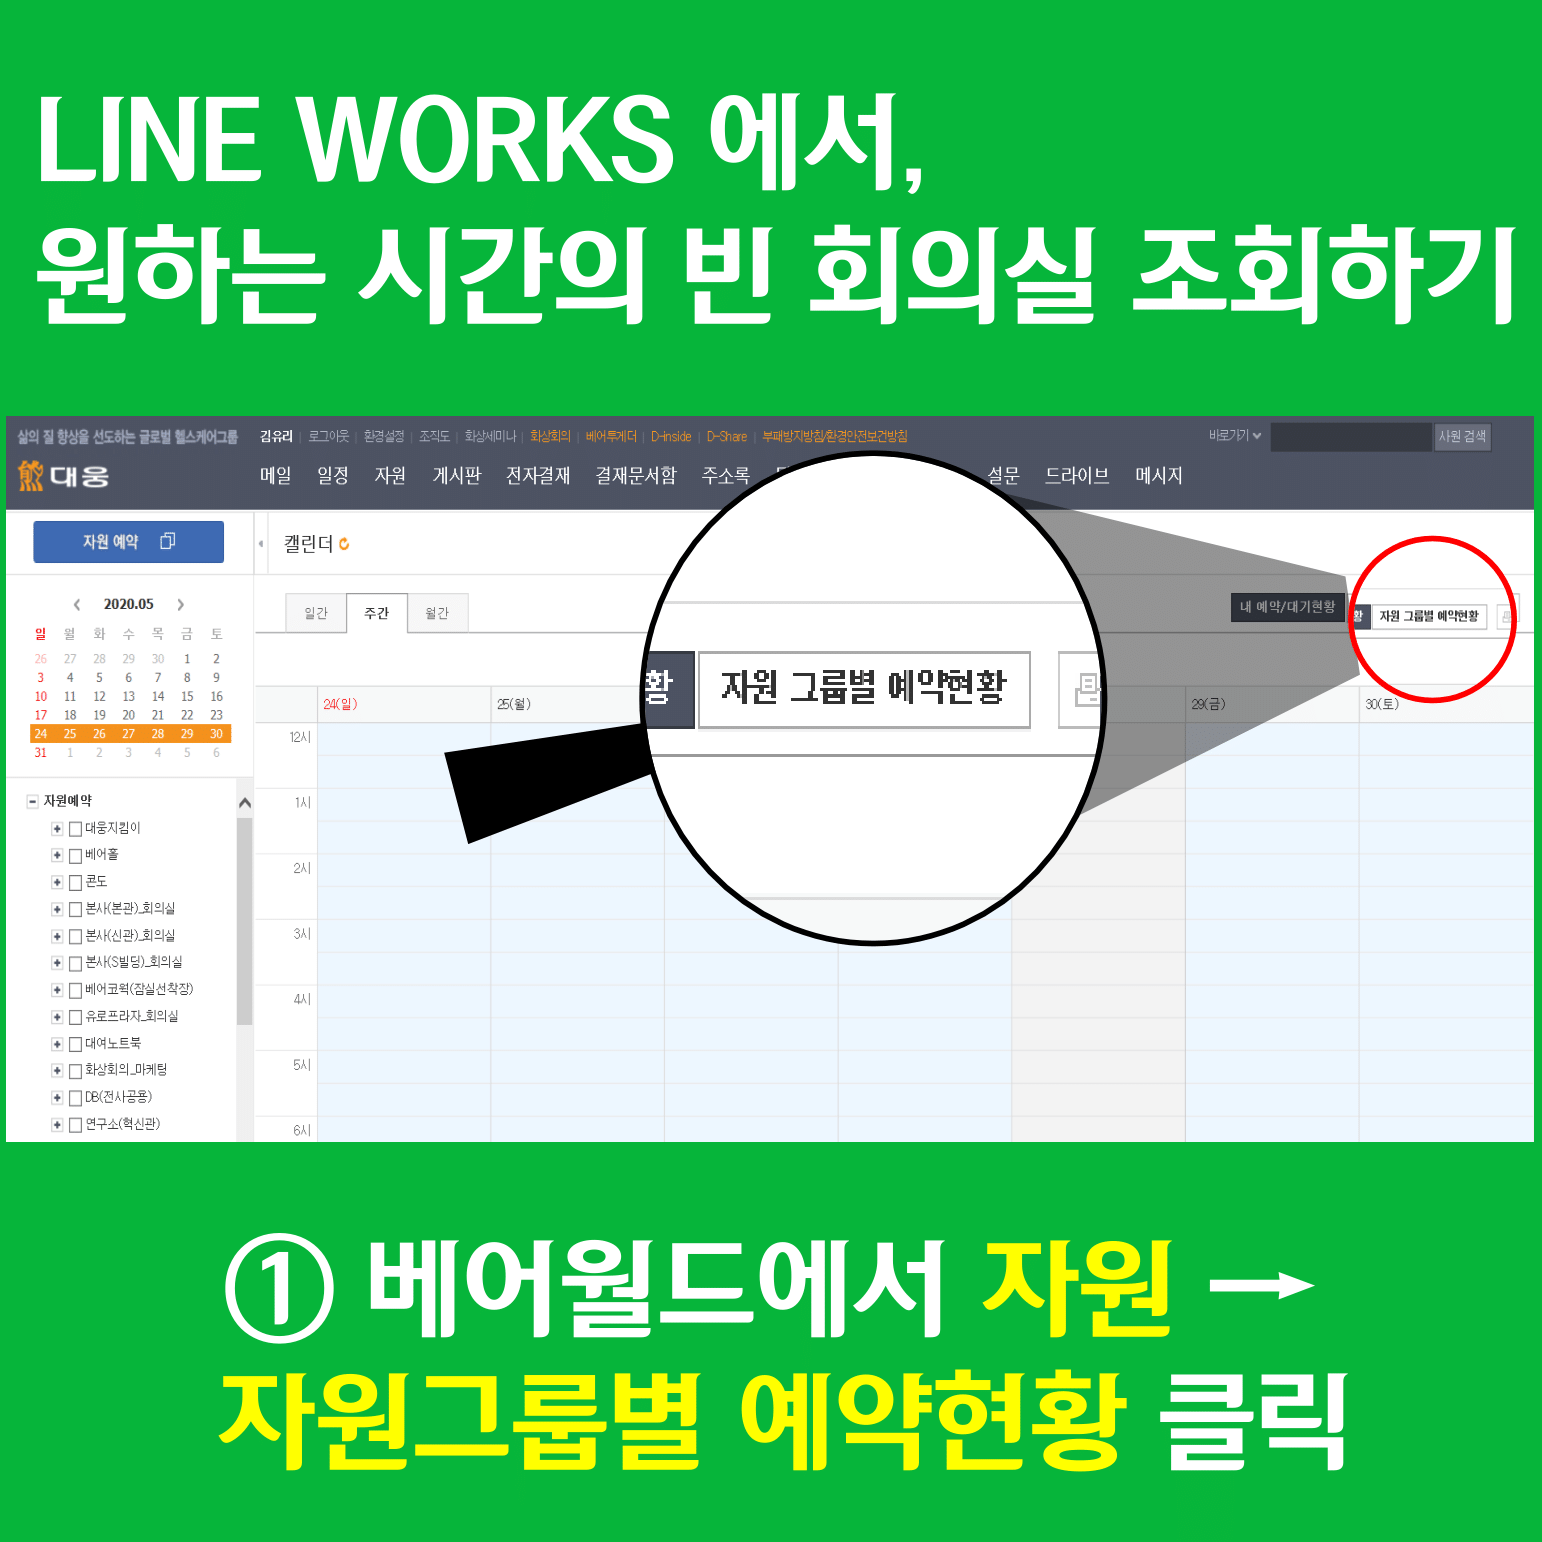 LINE WORKS 에서,
원하는 시간의 빈 회의실 조회하기
삶의 질 향상을 선도하는 글로벌 헬스케어그룹
김유리 | 로그아웃 | 환경설정 | 조직도 | 화상세미나 | 화상회의 | 베어투게더 | D-inside | D-Share | 부패방지방침/환경안전보건방침
바로가기
사원 검색
대웅
메일 일정 자원 게시판 전자결재 결재문서함 주소록 설문 드라이브 메시지
자원 예약
캘린더
2020.05
일 월 화 수 목 금 토
26 27 28 29 30 1 2
3 4 5 6 7 8 9
10 11 12 13 14 15 16
17 18 19 20 21 22 23
24 25 26 27 28 29 30
31 1 2 3 4 5 6
일간 주간 월간
내 예약/대기현황
황 자원 그룹별 예약현황
황 자원 그룹별 예약현황
24(일) 25(월) 29(금) 30(토)
12시
1시
2시
3시
4시
5시
6시
자원예약
대웅지킴이
베어홀
콘도
본사(본관)_회의실
본사(신관)_회의실
본사(S빌딩)_회의실
베어코웍(잠실선착장)
유로프라자_회의실
대여노트북
화상회의_마케팅
DB(전사공용)
연구소(혁신관)
① 베어월드에서 자원 →
자원그룹별 예약현황 클릭